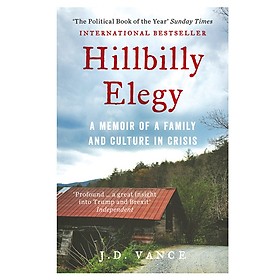 'The Political Book of the Year' Sunday Times
INTERNATIONAL BESTSELLER
Hillbilly
Elegy
A MEMOIR OF A FAMILY
AND CULTURE IN CRISIS
'Profound ... a great insight
into Trump and Brexit'
Independent
J.D. VANCE